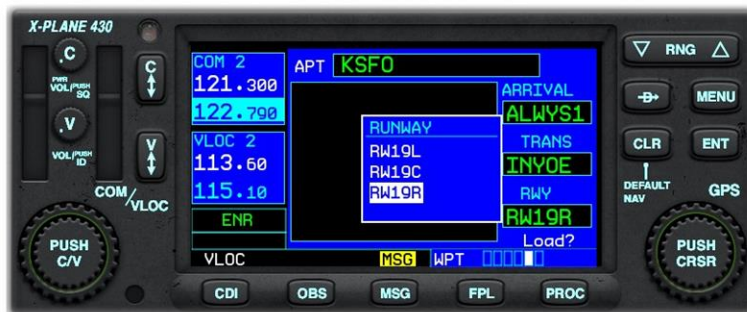 X-PLANE 430
.C
PWR
VOL/PUSH
SQ
C
.V
VOL/PUSH
ID
V
COM/VLOC
PUSH
C/V
COM 2
121.300
122.790
VLOC 2
113.60
115.10
ENR
VLOC
APT KSFO
RUNWAY
RW19L
RW19C
RW19R
ARRIVAL
ALWYS1
TRANS
INYOE
RWY
RW19R
Load?
MSG
WPT
RNG
D
MENU
CLR
ENT
DEFAULT
NAV
GPS
PUSH
CRSR
CDI
OBS
MSG
FPL
PROC